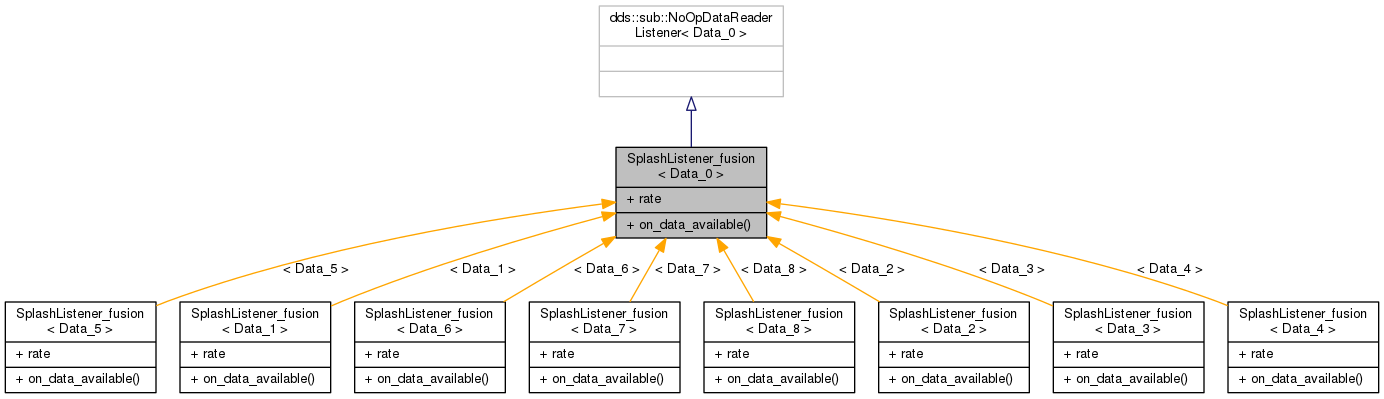 dds::sub::NoOpDataReader
Listener< Data_0 >
SplashListener_fusion
< Data_0 >
+ rate
+ on_data_available()
< Data_5 >
< Data_1 >
< Data_6 >
< Data_7 >
< Data_8 >
< Data_2 >
< Data_3 >
< Data_4 >
SplashListener_fusion
< Data_5 >
+ rate
+ on_data_available()
SplashListener_fusion
< Data_1 >
+ rate
+ on_data_available()
SplashListener_fusion
< Data_6 >
+ rate
+ on_data_available()
SplashListener_fusion
< Data_7 >
+ rate
+ on_data_available()
SplashListener_fusion
< Data_8 >
+ rate
+ on_data_available()
SplashListener_fusion
< Data_2 >
+ rate
+ on_data_available()
SplashListener_fusion
< Data_3 >
+ rate
+ on_data_available()
SplashListener_fusion
< Data_4 >
+ rate
+ on_data_available()